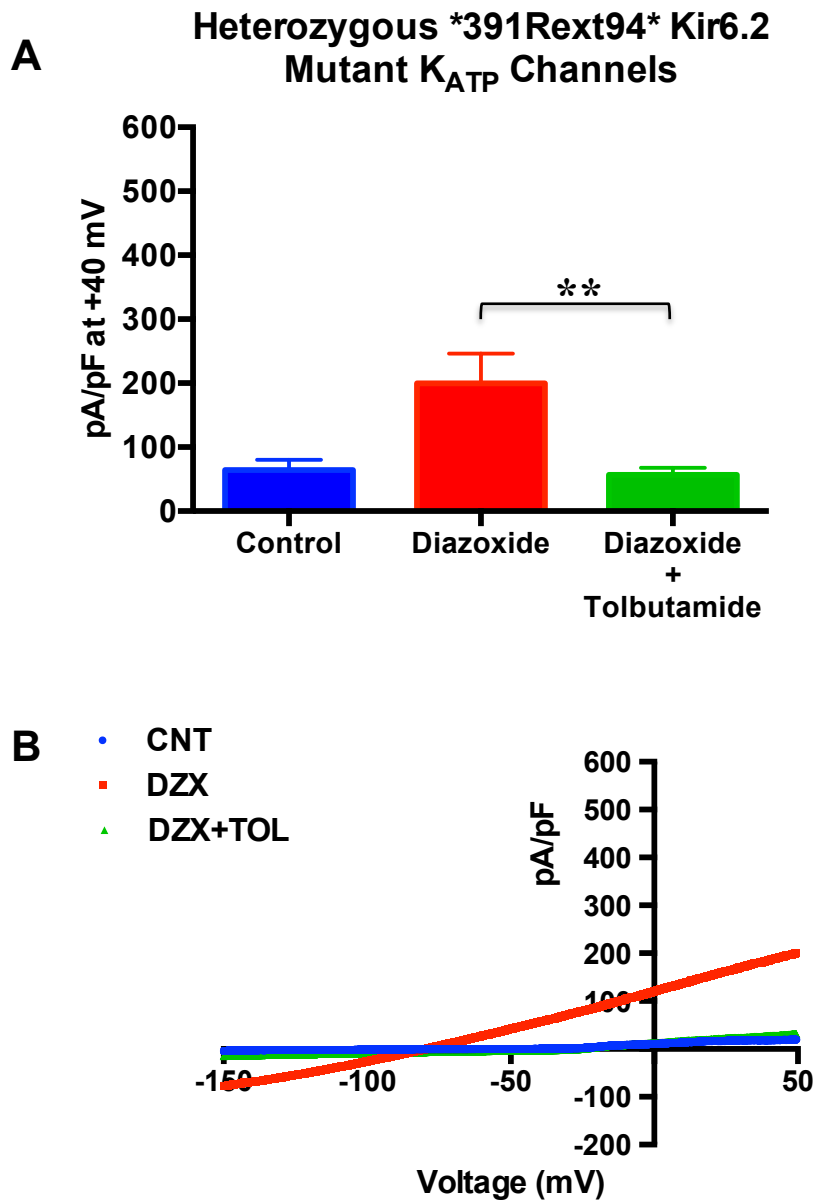 Heterozygous *391Rext94* Kir6.2
Mutant KATP Channels
A
600
500
400
300
200
100
0
pA/pF at +40 mV
**
Control
Diazoxide
Diazoxide
+
Tolbutamide
B
CNT
DZX
DZX+TOL
pA/pF
600
500
400
300
200
100
-100
-200
-150
-100
-50
50
Voltage (mV)